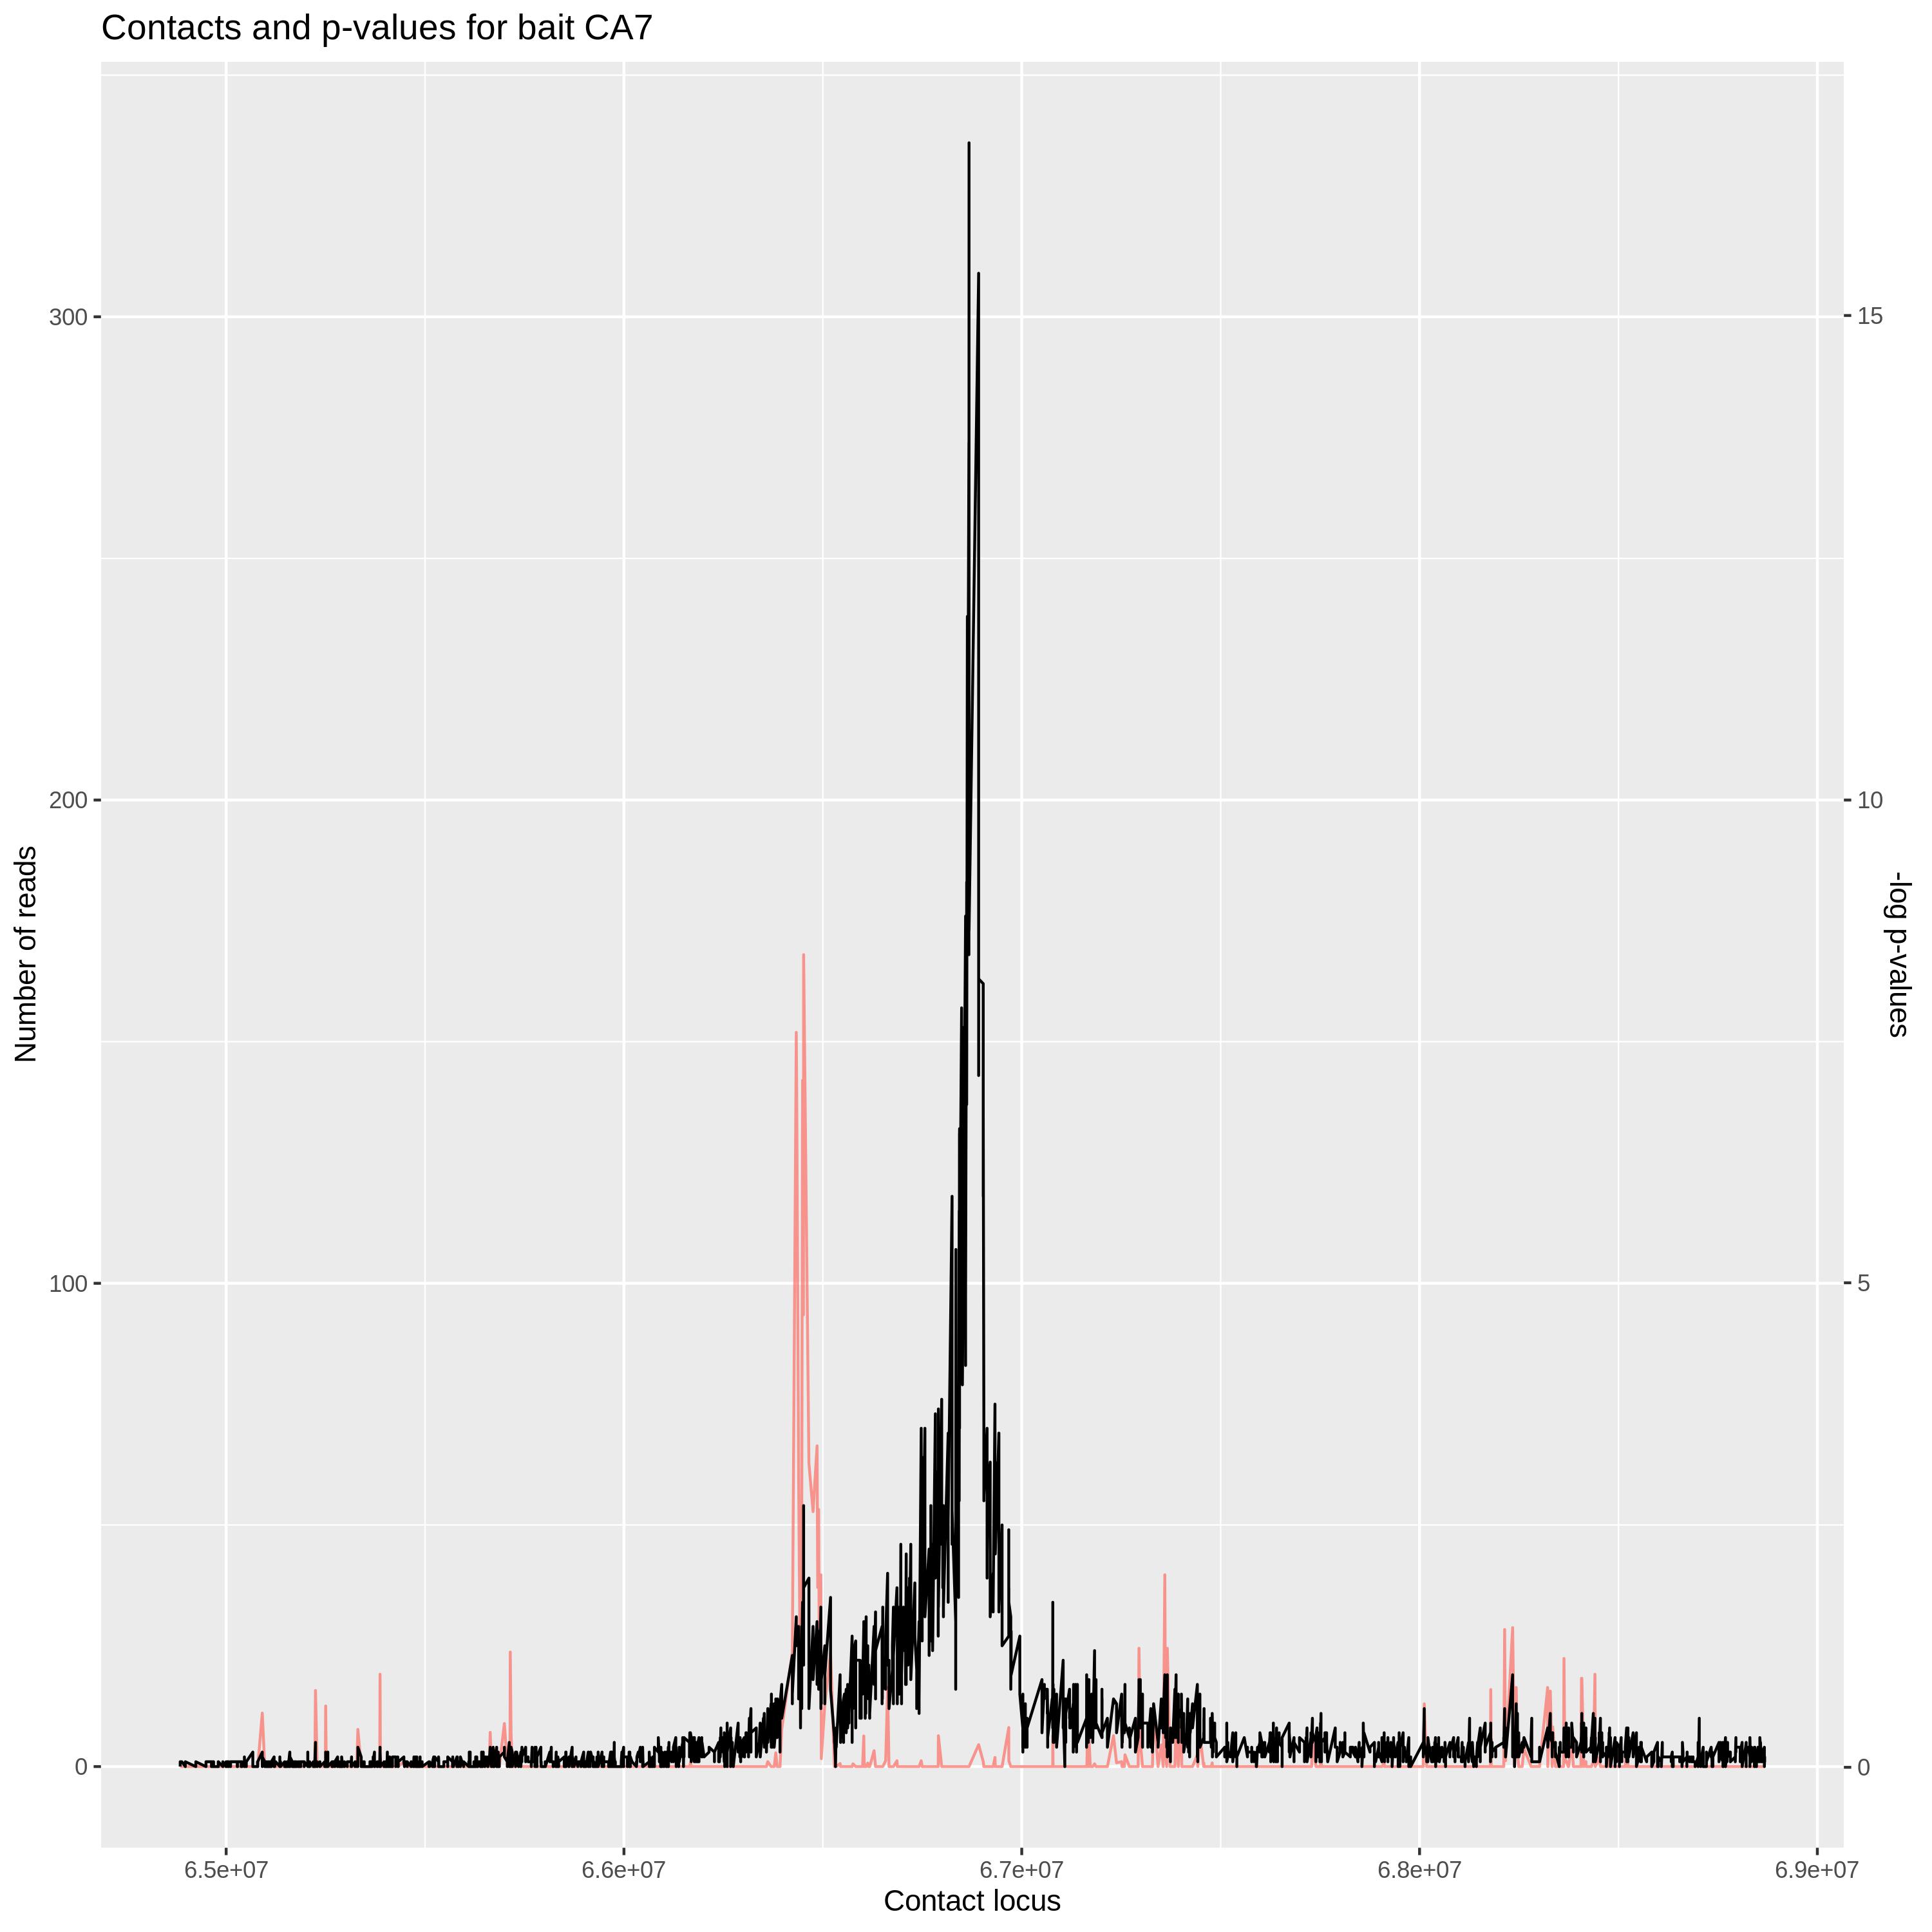 Contacts and p-values for bait CA7
300
200
100
0
15
10
5
0
Number of reads
-log p-values
6.5e+07 6.6e+07 6.7e+07 6.8e+07 6.9e+07
Contact locus